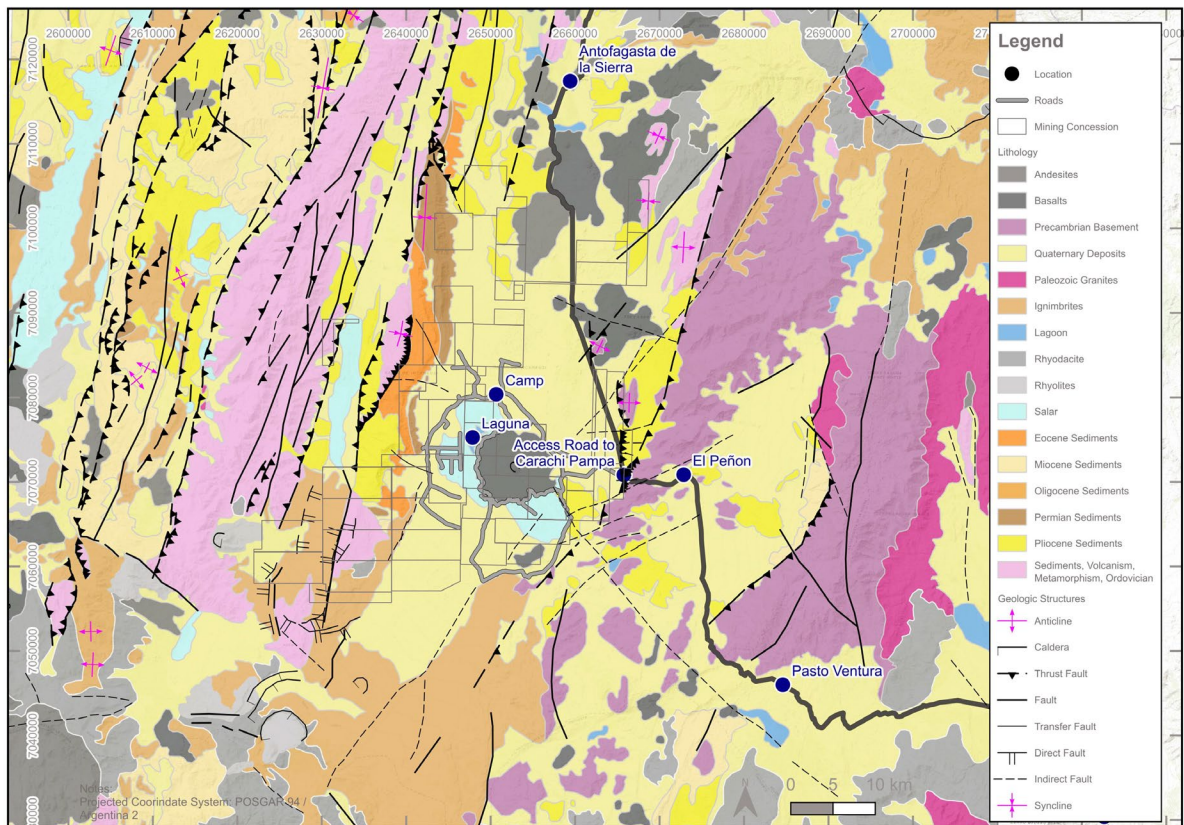 2600000
2610000
2620000
2630000
2640000
2650000
2660000
2670000
2680000
2690000
2700000
7120000
7110000
7100000
7090000
7080000
7070000
7060000
7050000
7040000
Antofagasta de
la Sierra
Camp
Laguna
Access Road to
Carachi Pampa
El Peñon
Pasto Ventura
Legend
Location
Roads
Mining Concession
Lithology
Andesites
Basalts
Precambrian Basement
Quaternary Deposits
Paleozoic Granites
Ignimbrites
Lagoon
Rhyodacite
Rhyolites
Salar
Eocene Sediments
Miocene Sediments
Oligocene Sediments
Permian Sediments
Pliocene Sediments
Sediments, Volcanism,
Metamorphism, Ordovician
Geologic Structures
Anticline
Caldera
Thrust Fault
Fault
Transfer Fault
Direct Fault
Indirect Fault
Syncline
N
0 5 10 km
Notes:
Projected Coorindate System: POSGAR 94 /
Argentina 2